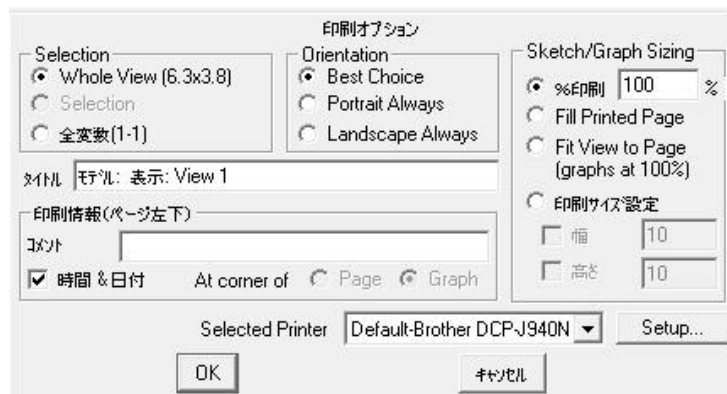 印刷オプション
Selection
Whole View (6.3x3.8)
Selection
全変数(1-1)
Orientation
Best Choice
Portrait Always
Landscape Always
Sketch/Graph Sizing
%印刷 100 %
Fill Printed Page
Fit View to Page
(graphs at 100%)
印刷サイズ設定
幅 10
高さ 10
タイトル ﾓﾃﾞﾙ: 表示: View 1
印刷情報(ページ左下)
コメント
時間 &日付 At corner of Page Graph
Selected Printer Default-Brother DCP-J940N Setup...
OK キャンセル